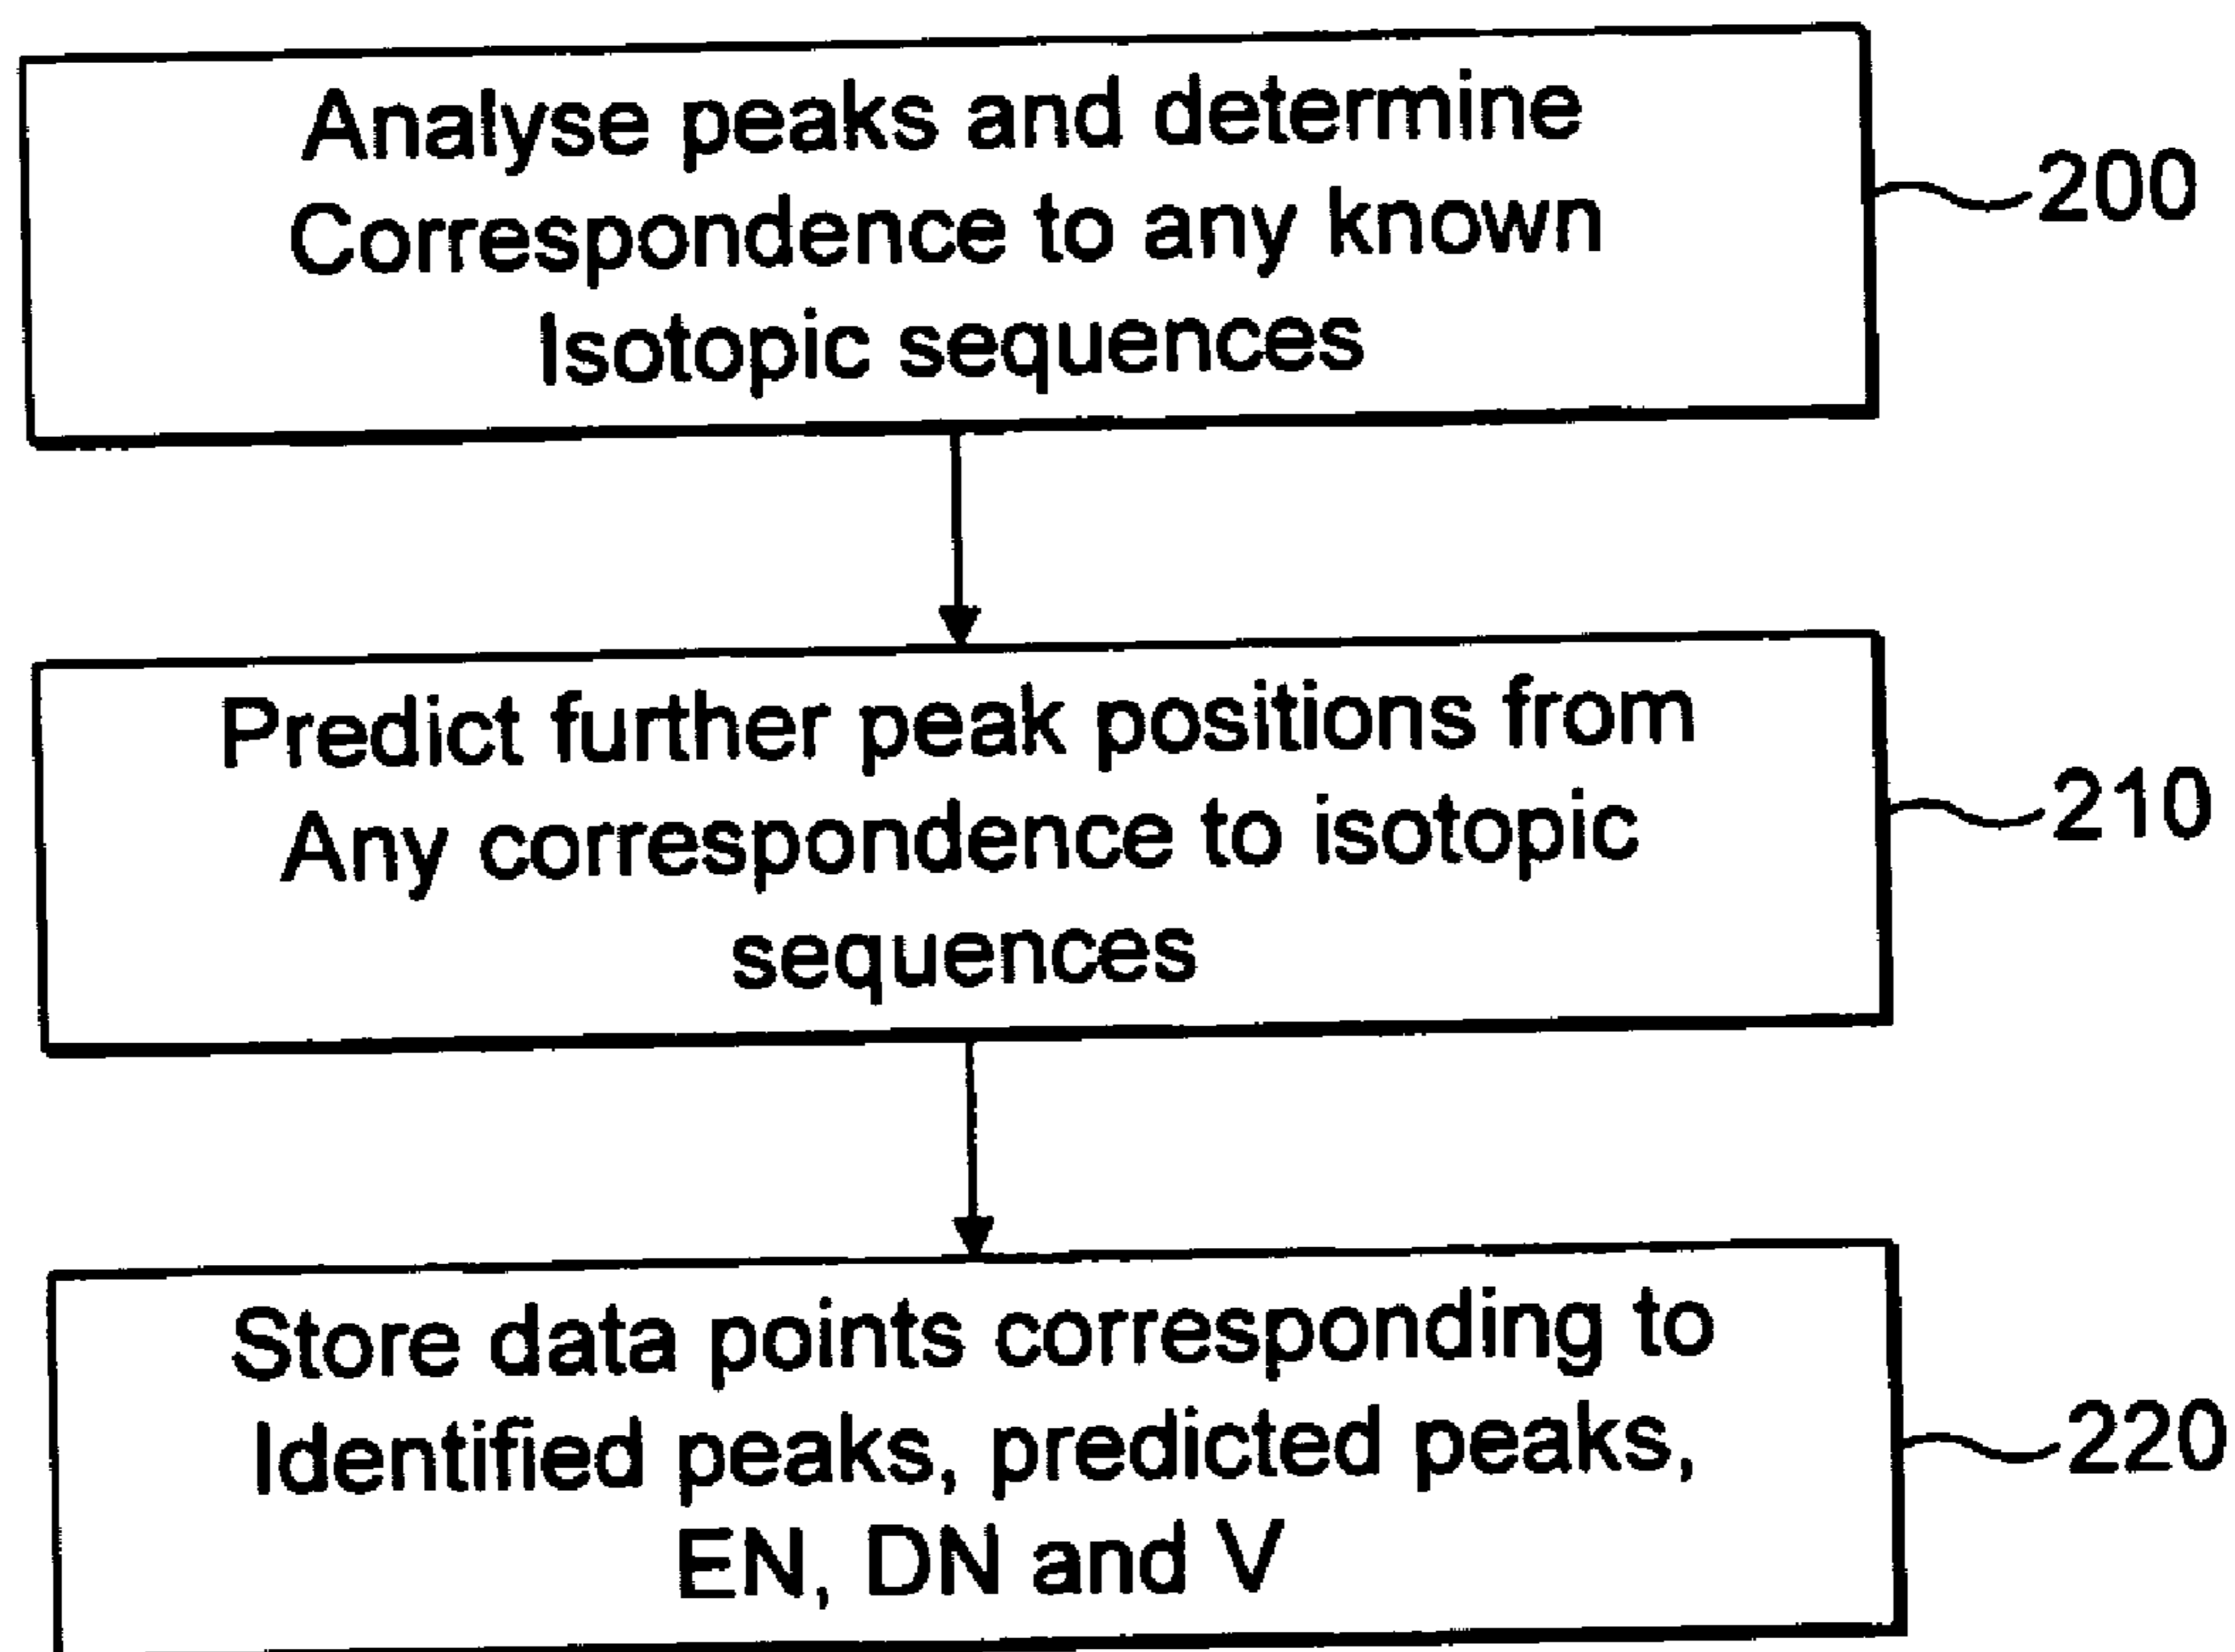 Analyse peaks and determine
Correspondence to any known
Isotopic sequences
200
Predict further peak positions from
Any correspondence to isotopic
sequences
210
Store data points corresponding to
Identified peaks, predicted peaks,
EN, DN and V
220